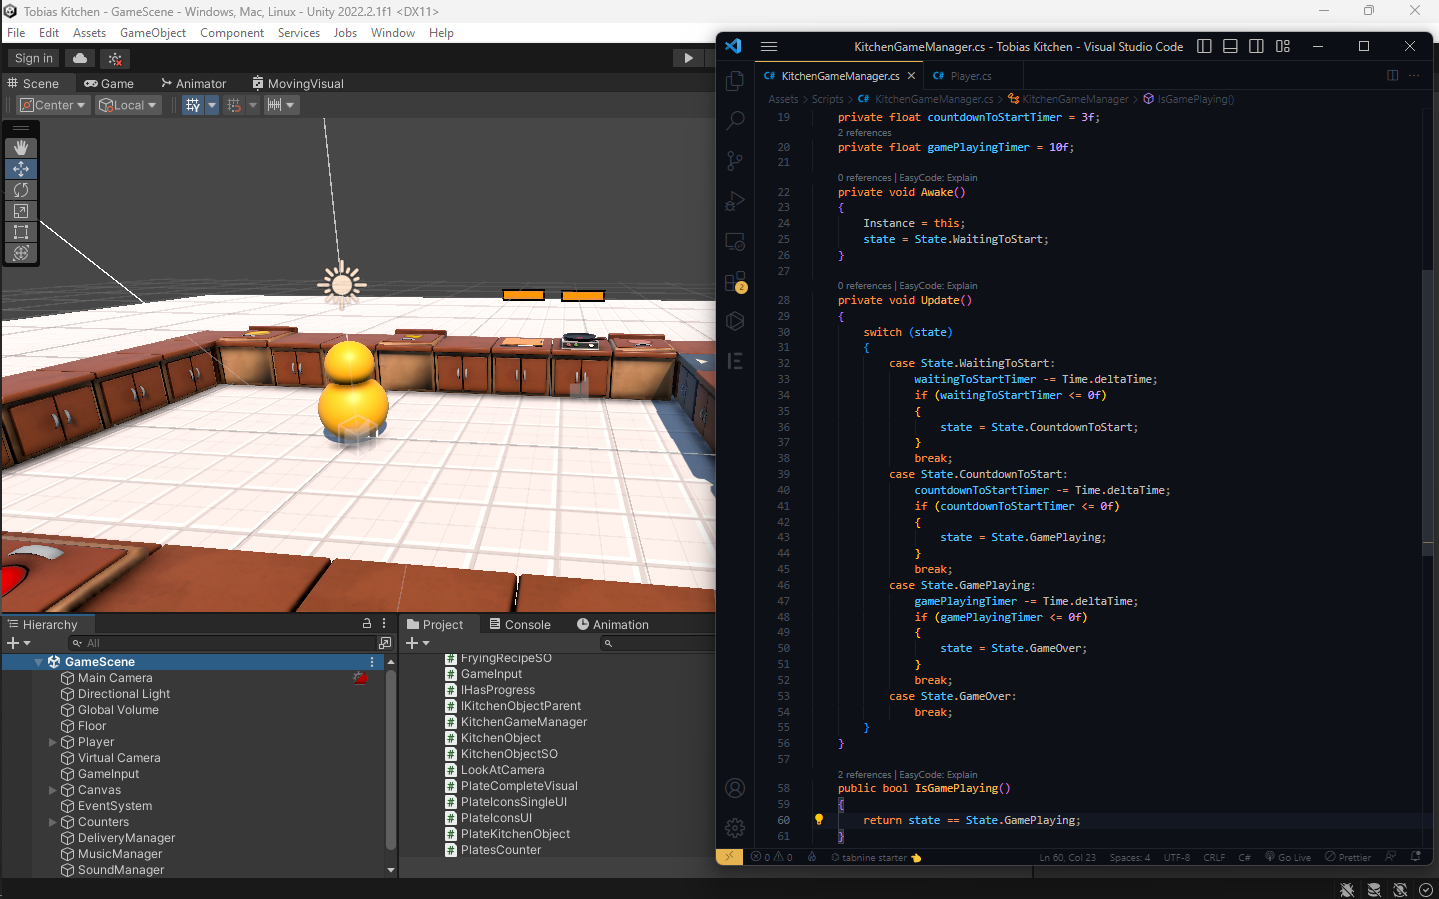 Tobias Kitchen - GameScene - Windows, Mac, Linux - Unity 2022.2.1f1 <DX11>
File Edit Assets GameObject Component Services Jobs Window Help
Sign in
Scene Game Animator MovingVisual
Center Local
Hierarchy
All
GameScene
Main Camera
Directional Light
Global Volume
Floor
Player
Virtual Camera
GameInput
Canvas
EventSystem
Counters
DeliveryManager
MusicManager
SoundManager
Project Console Animation
FryingRecipeSO
GameInput
IHasProgress
IKitchenObjectParent
KitchenGameManager
KitchenObject
KitchenObjectSO
LookAtCamera
PlateCompleteVisual
PlateIconsSingleUI
PlateIconsUI
PlateKitchenObject
PlatesCounter
KitchenGameManager.cs - Tobias Kitchen - Visual Studio Code
C# KitchenGameManager.cs C# Player.cs
Assets > Scripts > C# KitchenGameManager.cs > KitchenGameManager > IsGamePlaying()
19 private float countdownToStartTimer = 3f;
2 references
20 private float gamePlayingTimer = 10f;
21
0 references | EasyCode: Explain
22 private void Awake()
23 {
24 Instance = this;
25 state = State.WaitingToStart;
26 }
27
0 references | EasyCode: Explain
28 private void Update()
29 {
30 switch (state)
31 {
32 case State.WaitingToStart:
33 waitingToStartTimer -= Time.deltaTime;
34 if (waitingToStartTimer <= 0f)
35 {
36 state = State.CountdownToStart;
37 }
38 break;
39 case State.CountdownToStart:
40 countdownToStartTimer -= Time.deltaTime;
41 if (countdownToStartTimer <= 0f)
42 {
43 state = State.GamePlaying;
44 }
45 break;
46 case State.GamePlaying:
47 gamePlayingTimer -= Time.deltaTime;
48 if (gamePlayingTimer <= 0f)
49 {
50 state = State.GameOver;
51 }
52 break;
53 case State.GameOver:
54 break;
55 }
56 }
57
2 references | EasyCode: Explain
58 public bool IsGamePlaying()
59 {
60 return state == State.GamePlaying;
61 }
2
0 0 tabnine starter Ln 60, Col 23 Spaces: 4 UTF-8 CRLF C# Go Live Prettier